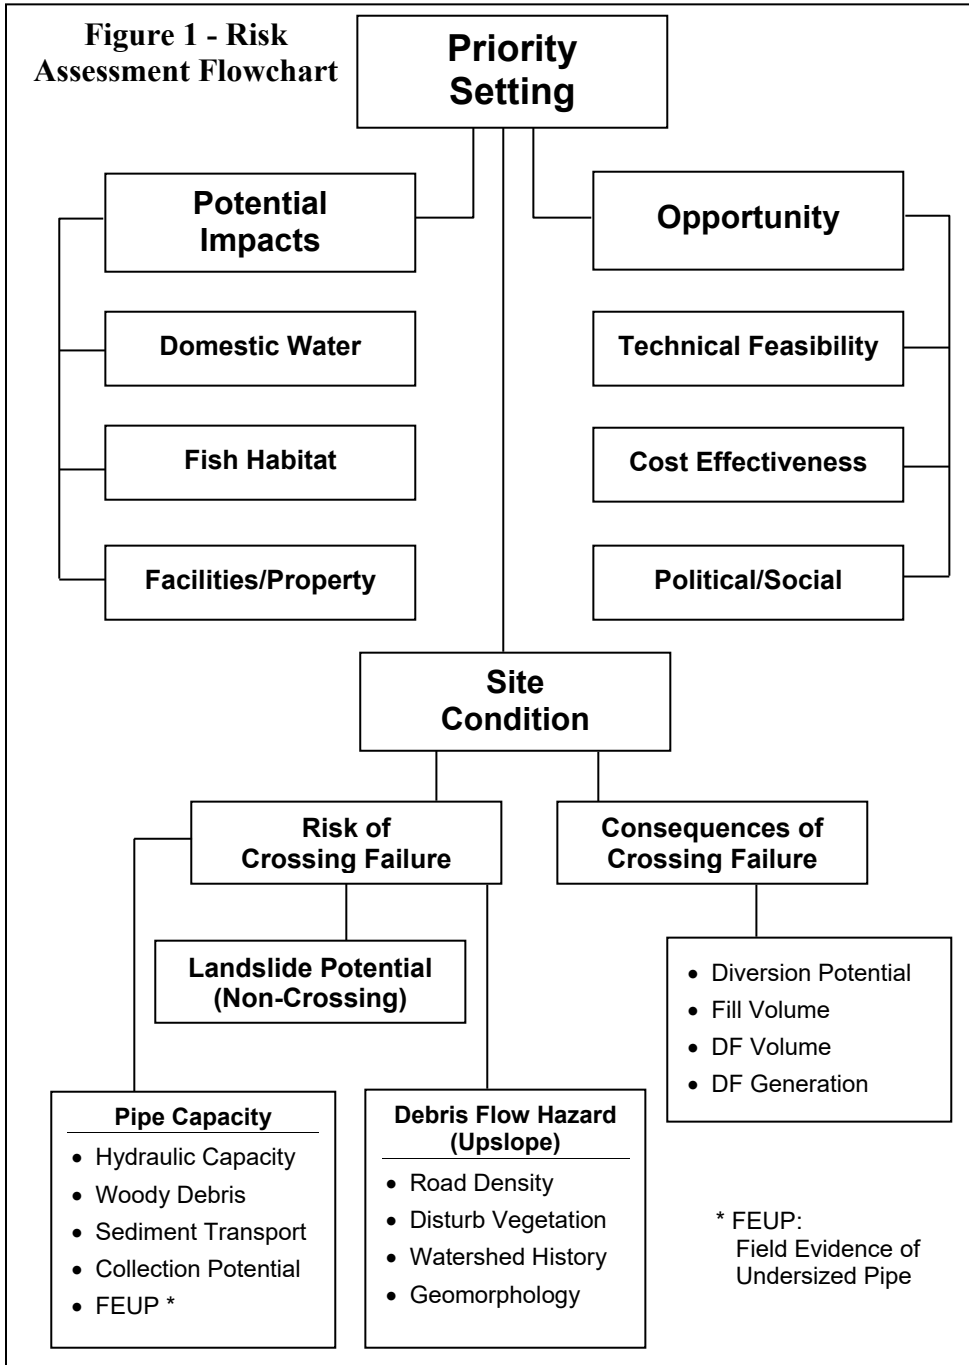 Figure 1 - Risk
Assessment Flowchart
Priority
Setting
Potential
Impacts
Opportunity
Domestic Water
Technical Feasibility
Fish Habitat
Cost Effectiveness
Facilities/Property
Political/Social
Site
Condition
Risk of
Crossing Failure
Consequences of
Crossing Failure
Landslide Potential
(Non-Crossing)
• Diversion Potential
• Fill Volume
• DF Volume
• DF Generation
Pipe Capacity
• Hydraulic Capacity
• Woody Debris
• Sediment Transport
• Collection Potential
• FEUP *
Debris Flow Hazard
(Upslope)
• Road Density
• Disturb Vegetation
• Watershed History
• Geomorphology
* FEUP:
Field Evidence of
Undersized Pipe